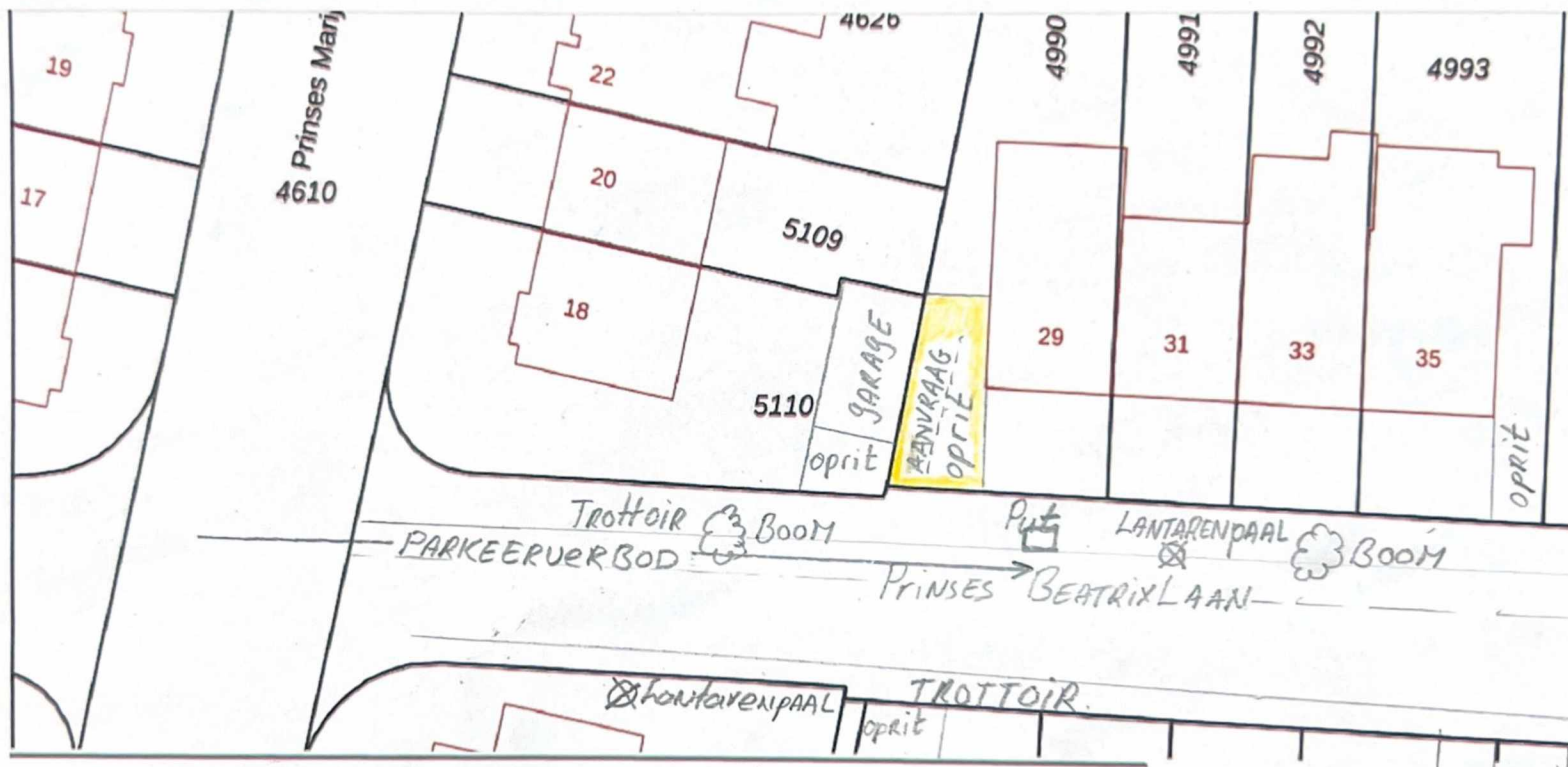 4626
19
22
4990
4991
4992
4993
Prinses Marij
4610
17
20
5109
18
GARAGE
AANVRAAG
OPRIT
29
31
33
35
5110
oprit
OPRIT
TROTTOIR
BOOM
Put
LANTARENPAAL
BOOM
PARKEERVERBOD
PRINSES BEATRIXLAAN
Lantarenpaal
TROTTOIR.
oprit